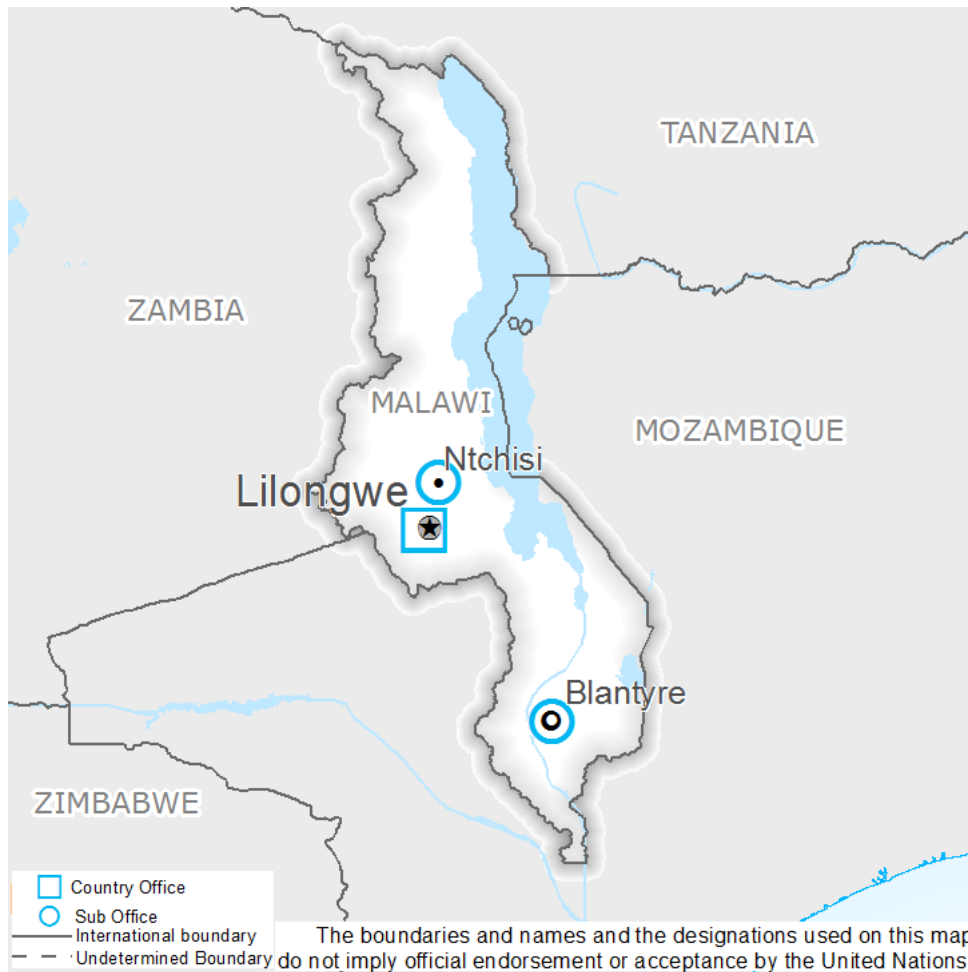 TANZANIA
ZAMBIA
MALAWI
MOZAMBIQUE
Ntchisi
Lilongwe
Blantyre
ZIMBABWE
Country Office
Sub Office
International boundary
Undetermined Boundary
The boundaries and names and the designations used on this map
do not imply official endorsement or acceptance by the United Nations